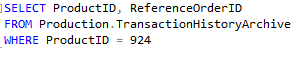 SELECT ProductID, ReferenceOrderID
FROM Production.TransactionHistoryArchive
WHERE ProductID = 924